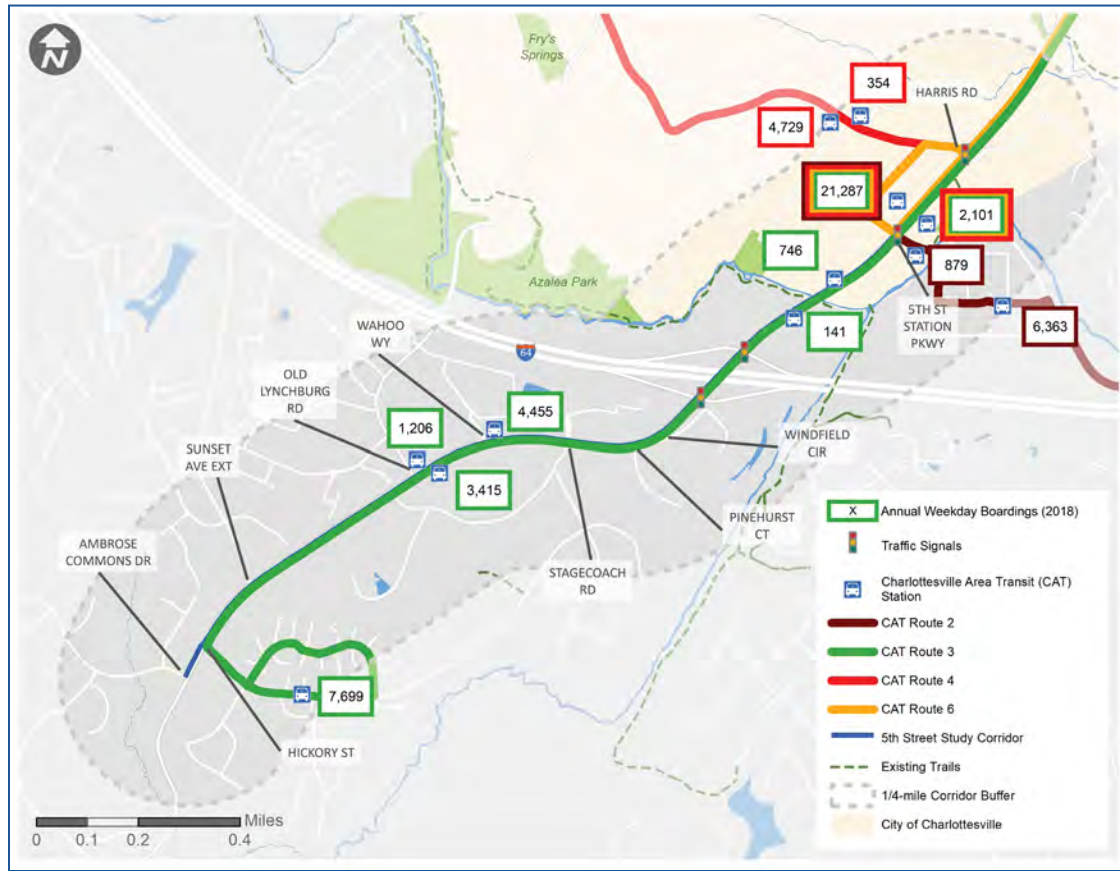 N
Fry's
Springs
354
HARRIS RD
4,729
21,287
2,101
746
879
Azalea Park
5TH ST
STATION
PKWY
6,363
WAHOO
WY
141
64
OLD
LYNCHBURG
RD
4,455
1,206
WINDFIELD
CIR
SUNSET
AVE EXT
3,415
PINEHURST
CT
AMBROSE
COMMONS DR
STAGECOACH
RD
7,699
HICKORY ST
X Annual Weekday Boardings (2018)
Traffic Signals
Charlottesville Area Transit (CAT)
Station
CAT Route 2
CAT Route 3
CAT Route 4
CAT Route 6
5th Street Study Corridor
Existing Trails
1/4-mile Corridor Buffer
City of Charlottesville
Miles
0 0.1 0.2 0.4